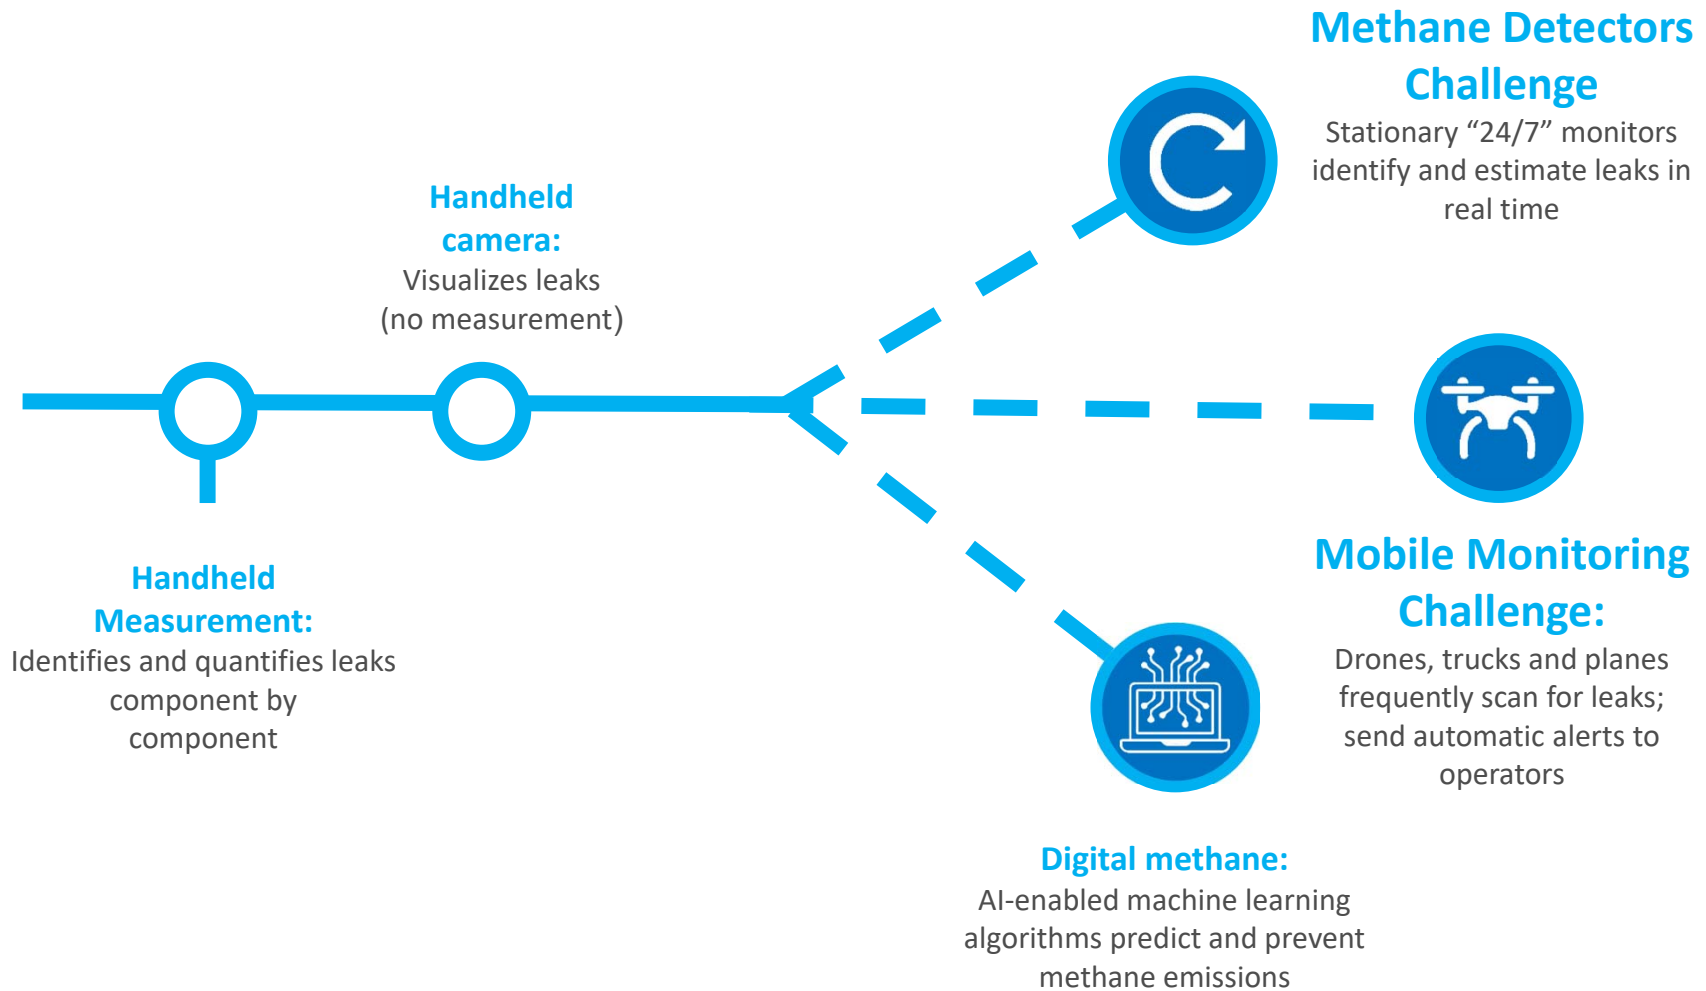 Methane Detectors
Challenge
Stationary “24/7” monitors
identify and estimate leaks in
real time
Handheld
camera:
Visualizes leaks
(no measurement)
Handheld
Measurement:
Identifies and quantifies leaks
component by
component
Mobile Monitoring
Challenge:
Drones, trucks and planes
frequently scan for leaks;
send automatic alerts to
operators
Digital methane:
AI-enabled machine learning
algorithms predict and prevent
methane emissions